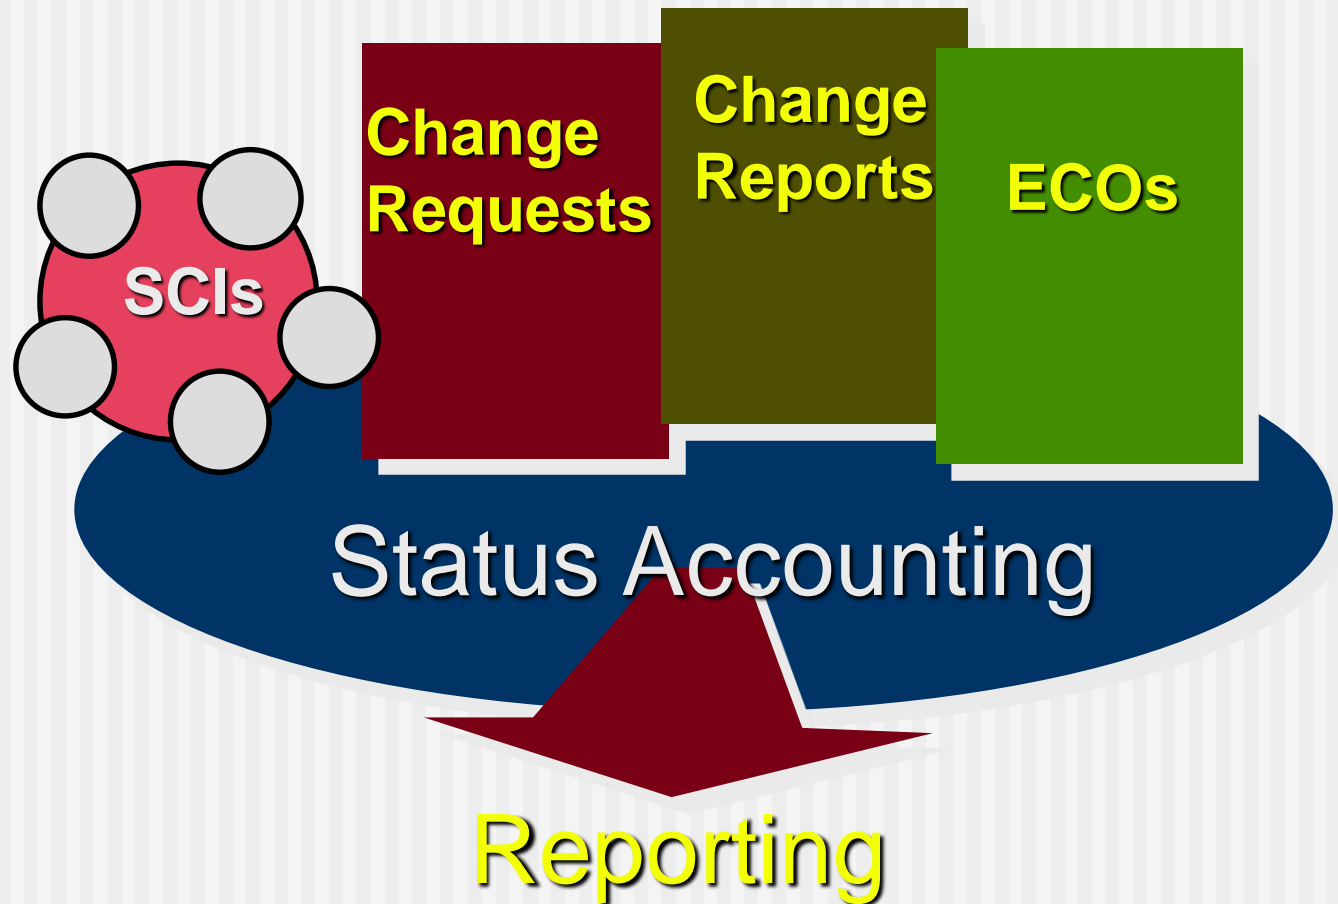 SCIs
Change
Requests
Change
Reports
ECOs
Status Accounting
Reporting